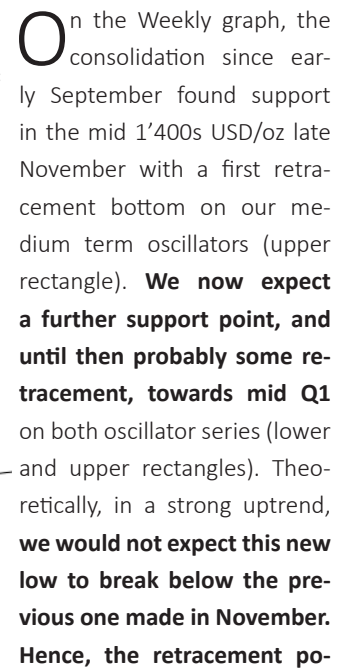 On the Weekly graph, the
consolidation since ear-
ly September found support
in the mid 1'400s USD/oz late
November with a first retra-
cement bottom on our me-
dium term oscillators (upper
rectangle). We now expect
a further support point, and
until then probably some re-
tracement, towards mid Q1
on both oscillator series (lower
and upper rectangles). Theo-
retically, in a strong uptrend,
we would not expect this new
low to break below the pre-
vious one made in November.
Hence, the retracement po-